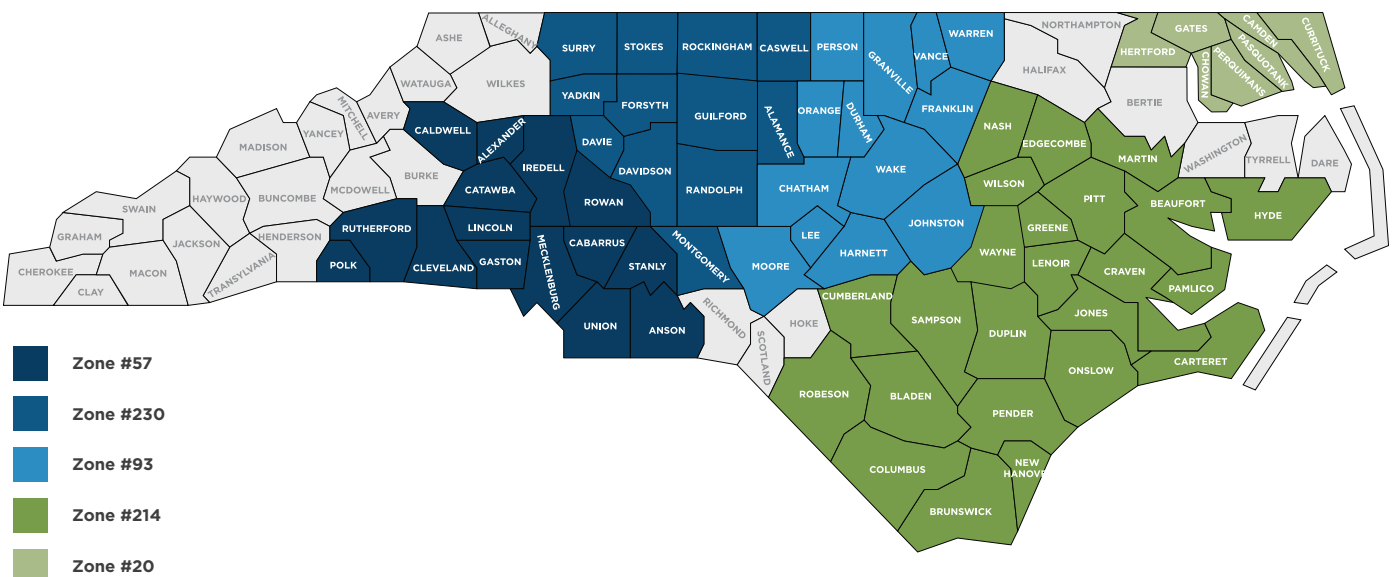 ALLEGHANY
NORTHAMPTON
CAMDEN
CURRITUCK
ASHE
SURRY
STOKES
ROCKINGHAM
CASWELL
PERSON
GRANVILLE
VANCE
WARREN
HERTFORD
GATES
PASQUOTANK
PERQUIMANS
CHOWAN
WATAUGA
WILKES
HALIFAX
YADKIN
FORSYTH
GUILFORD
ALAMANCE
ORANGE
DURHAM
FRANKLIN
BERTIE
MITCHELL
AVERY
CALDWELL
ALEXANDER
NASH
EDGECOMBE
YANCEY
MADISON
IREDELL
DAVIE
DAVIDSON
RANDOLPH
CHATHAM
WAKE
MARTIN
WASHINGTON
TYRRELL
DARE
HAYWOOD
BUNCOMBE
MCDOWELL
BURKE
CATAWBA
ROWAN
WILSON
PITT
BEAUFORT
HYDE
SWAIN
RUTHERFORD
LINCOLN
LEE
JOHNSTON
GREENE
GRAHAM
JACKSON
HENDERSON
MECKLENBURG
CABARRUS
MONTGOMERY
HARNETT
WAYNE
LENOIR
CRAVEN
CHEROKEE
MACON
TRANSYLVANIA
POLK
CLEVELAND
GASTON
STANLY
MOORE
PAMLICO
CLAY
CUMBERLAND
SAMPSON
JONES
UNION
ANSON
RICHMOND
HOKE
DUPLIN
SCOTLAND
ONSLOW
CARTERET
ROBESON
BLADEN
PENDER
COLUMBUS
NEW
HANOVE
BRUNSWICK
Zone #57
Zone #230
Zone #93
Zone #214
Zone #20